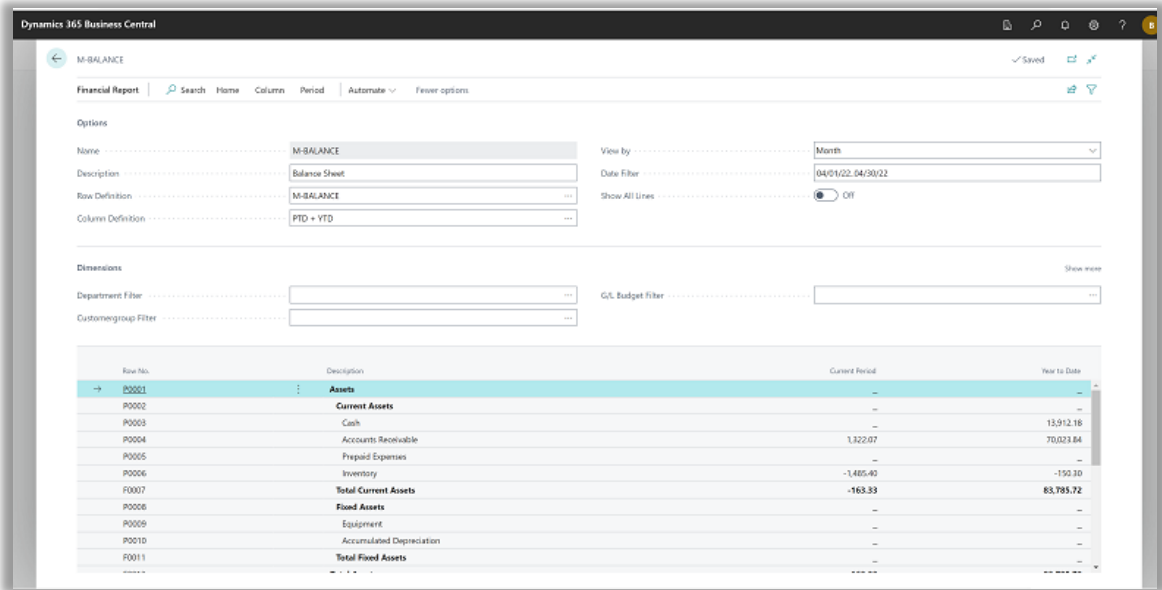 Dynamics 365 Business Central
? B
M-BALANCE
Saved
Financial Report Search Home Column Period Automate Fewer options
Options
Name M-BALANCE View by Month
Description Balance Sheet Date Filter 04/01/22..04/30/22
Row Definition M-BALANCE ... Show All Lines Off
Column Definition PTD + YTD ...
Dimensions Show more
Department Filter ... G/L Budget Filter ...
Customergroup Filter ...
Row No. Description Current Period Year to Date
P0001 Assets _ _
P0002 Current Assets _ _
P0003 Cash _ 13,912.18
P0004 Accounts Receivable 1,322.07 70,023.84
P0005 Prepaid Expenses _ _
P0006 Inventory -1,485.40 -150.30
F0007 Total Current Assets -163.33 83,785.72
P0008 Fixed Assets _ _
P0009 Equipment _ _
P0010 Accumulated Depreciation _ _
F0011 Total Fixed Assets _ _